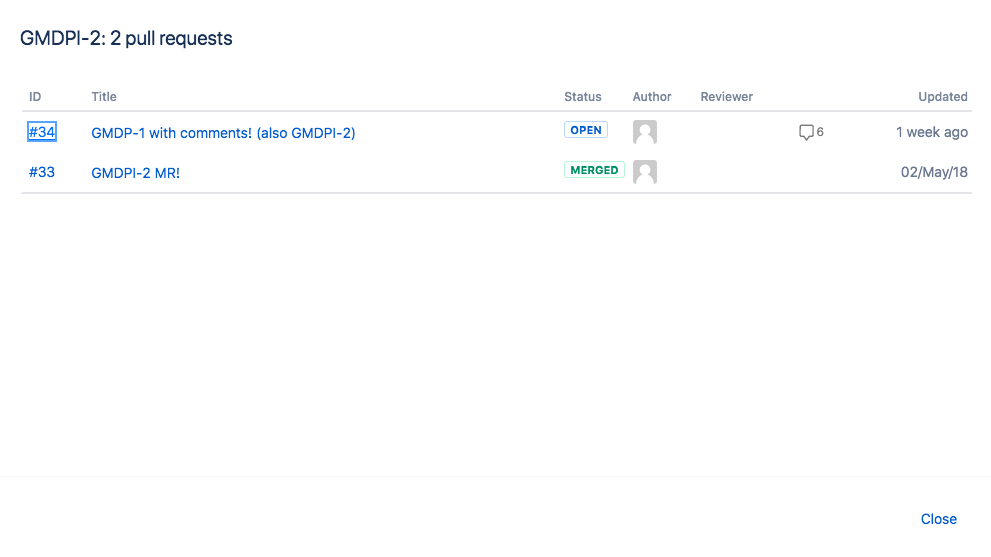 GMDPI-2: 2 pull requests
ID Title Status Author Reviewer Updated
#34 GMDP-1 with comments! (also GMDPI-2) OPEN 6 1 week ago
#33 GMDPI-2 MR! MERGED 02/May/18
Close